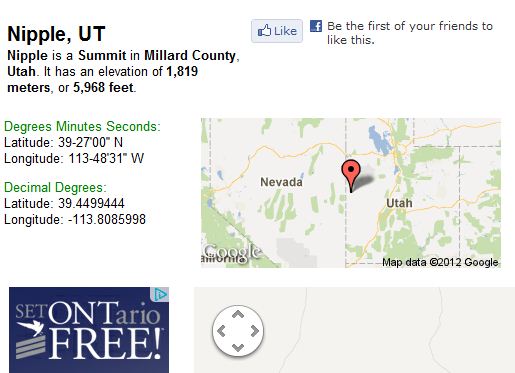 Nipple, UT
Like
Be the first of your friends to
like this.
Nipple is a Summit in Millard County,
Utah. It has an elevation of 1,819
meters, or 5,968 feet.
Degrees Minutes Seconds:
Latitude: 39-27'00'' N
Longitude: 113-48'31'' W
Decimal Degrees:
Latitude: 39.4499444
Longitude: -113.8085998
Nevada
Utah
Google
alifornia
Map data ©2012 Google
SETONTario
FREE!